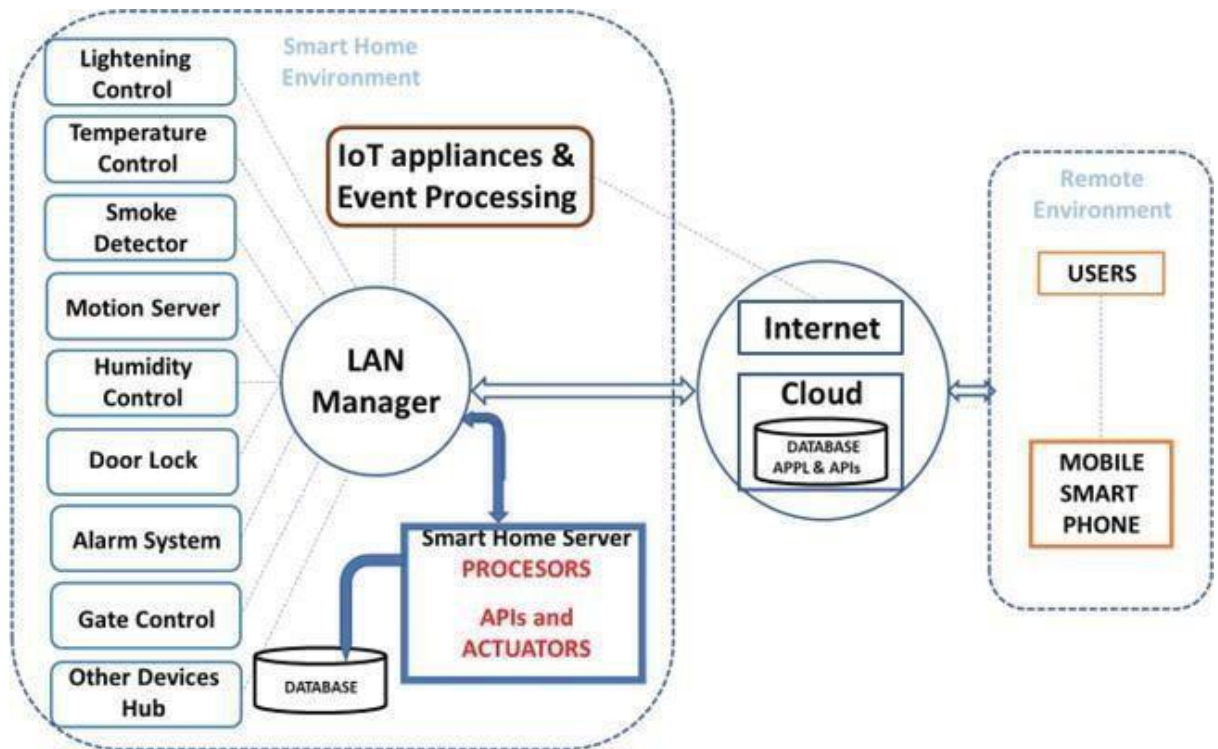 Smart Home
Environment
Lightening
Control
Temperature
Control
Smoke
Detector
Motion Server
Humidity
Control
Door Lock
Alarm System
Gate Control
Other Devices
Hub
IoT appliances &
Event Processing
LAN
Manager
Smart Home Server
PROCESORS
APIs and
ACTUATORS
DATABASE
Internet
Cloud
DATABASE
APPL & APIs
Remote
Environment
USERS
MOBILE
SMART
PHONE